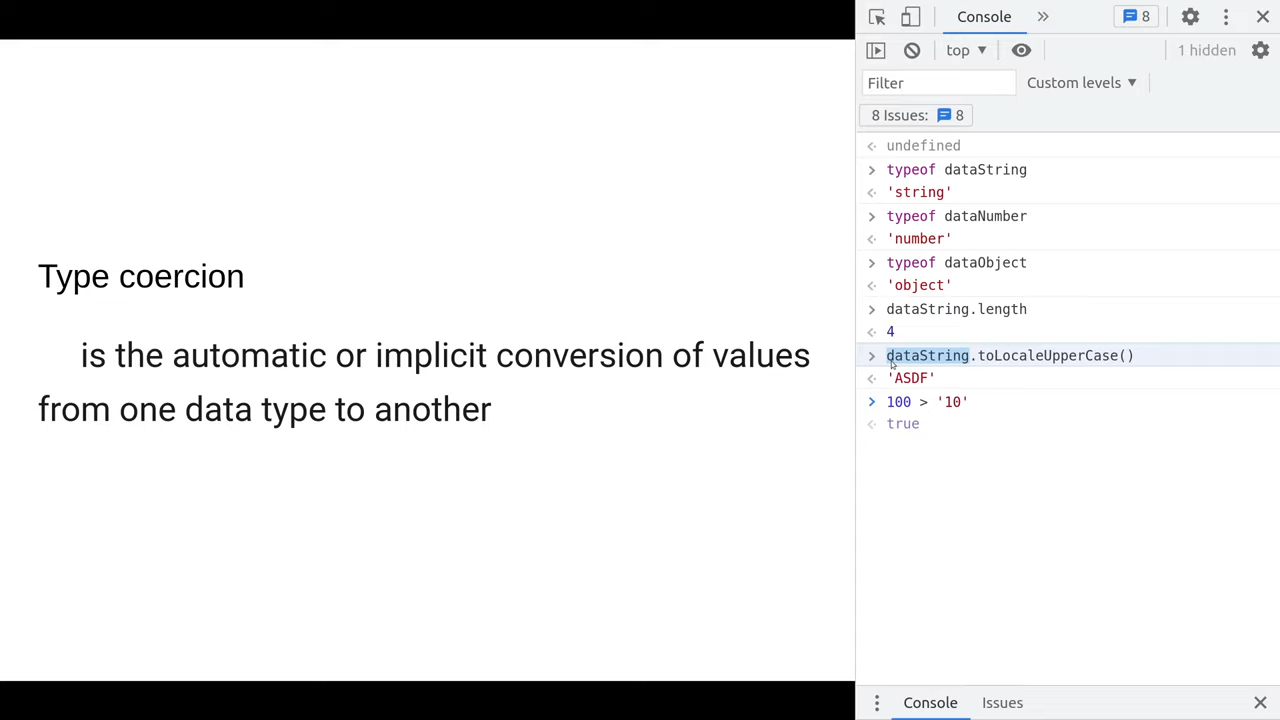 Type coercion
is the automatic or implicit conversion of values
from one data type to another
Console
8
top
1 hidden
Filter
Custom levels
8 Issues: 8
undefined
typeof dataString
'string'
typeof dataNumber
'number'
typeof dataObject
'object'
dataString.length
4
dataString.toLocaleUpperCase()
'ASDF'
100 > '10'
true
Console Issues